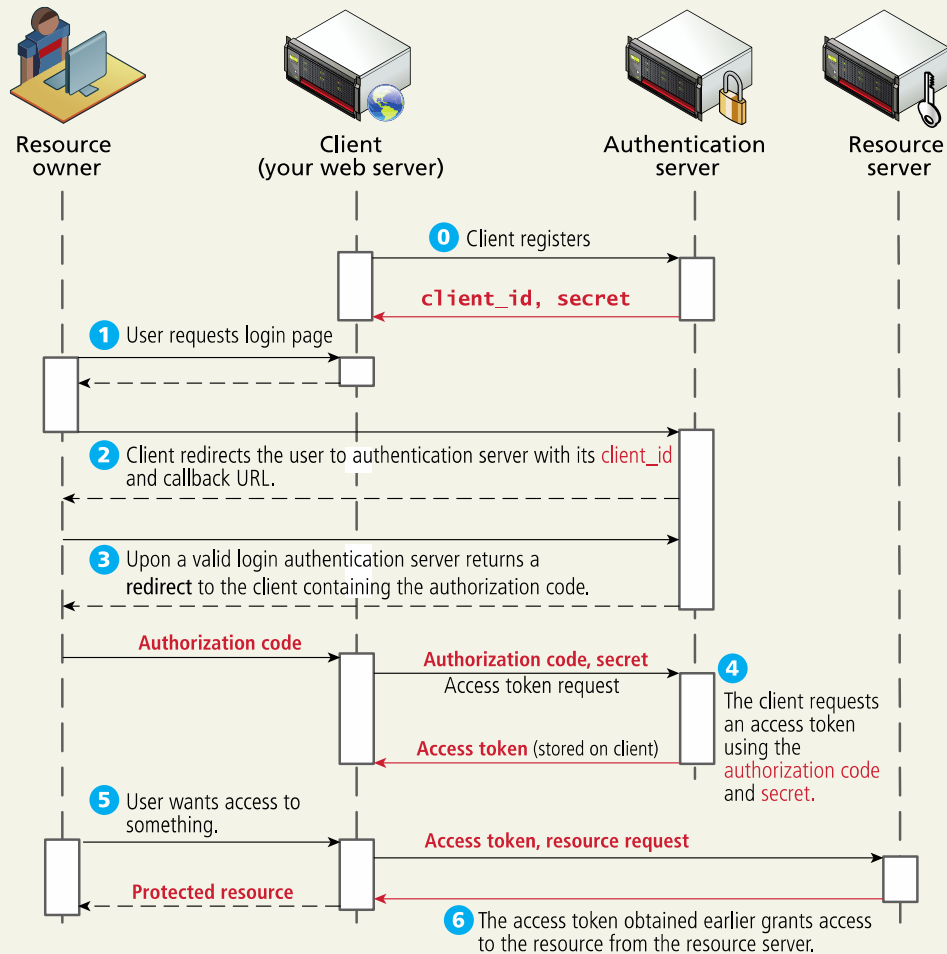 Resource
owner
Client
(your web server)
Authentication
server
Resource
server
0 Client registers
client_id, secret
1 User requests login page
2 Client redirects the user to authentication server with its client_id
and callback URL.
3 Upon a valid login authentication server returns a
redirect to the client containing the authorization code.
Authorization code
Authorization code, secret
Access token request
4
The client requests
an access token
using the
authorization code
and secret.
Access token (stored on client)
5 User wants access to
something.
Access token, resource request
Protected resource
6 The access token obtained earlier grants access
to the resource from the resource server.